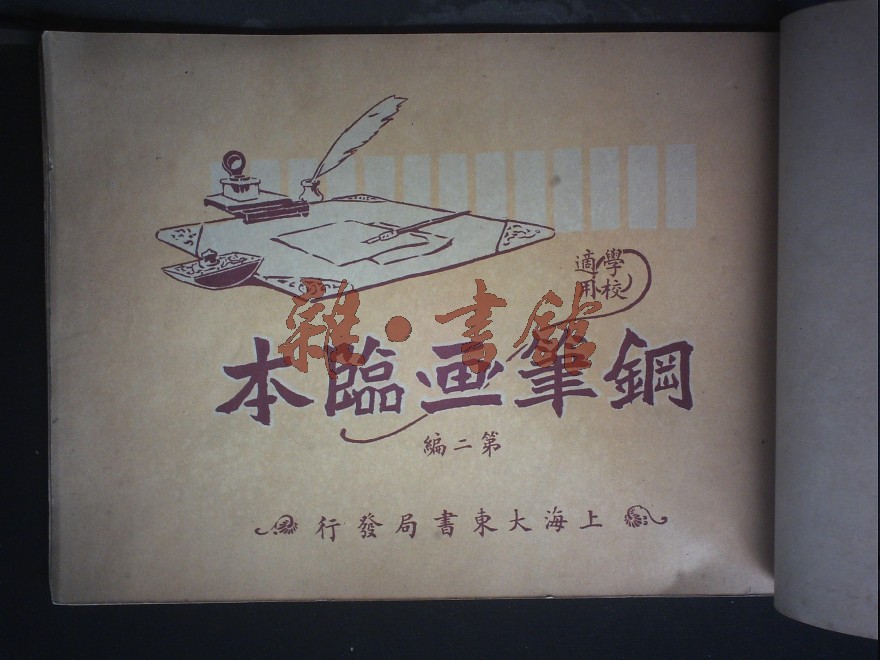 學校
適用
鋼筆画臨本
第二編
上海大東書局發行
雜·書館